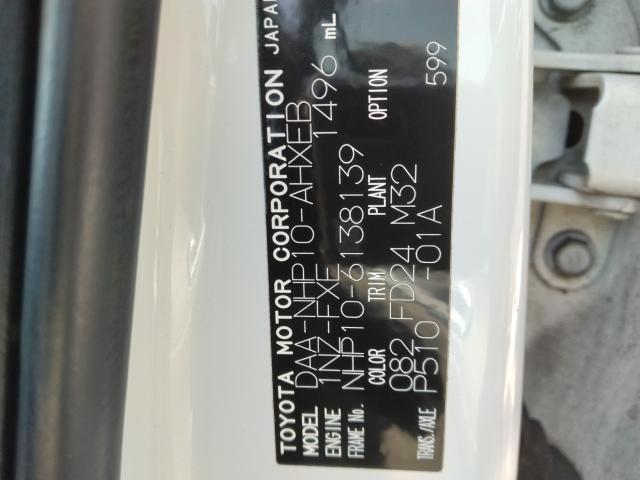 TOYOTA MOTOR CORPORATION JAPAN
MODEL DAA-NHP10-AHXEB
ENGINE 1NZ-FXE 1496 mL
FRAME No. NHP10-6138139
COLOR TRIM PLANT OPTION
082 FD24 M32 599
TRANS./AXLE P510 -01A